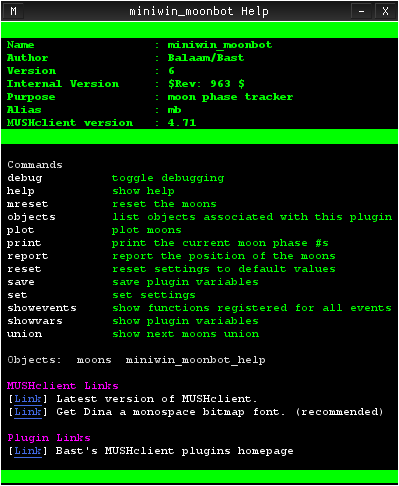 M miniwin_moonbot Help – X
Name : miniwin_moonbot
Author : Balaam/Bast
Version : 6
Internal Version : $Rev: 963 $
Purpose : moon phase tracker
Alias : mb
MUSHclient version : 4.71
Commands
debug toggle debugging
help show help
mreset reset the moons
objects list objects associated with this plugin
plot plot moons
print print the current moon phase #s
report report the position of the moons
reset reset settings to default values
save save plugin variables
set set settings
showevents show functions registered for all events
showvars show plugin variables
union show next moons union
Objects: moons miniwin_moonbot_help
MUSHclient Links
[Link] Latest version of MUSHclient.
[Link] Get Dina a monospace bitmap font. (recommended)
Plugin Links
[Link] Bast's MUSHclient plugins homepage